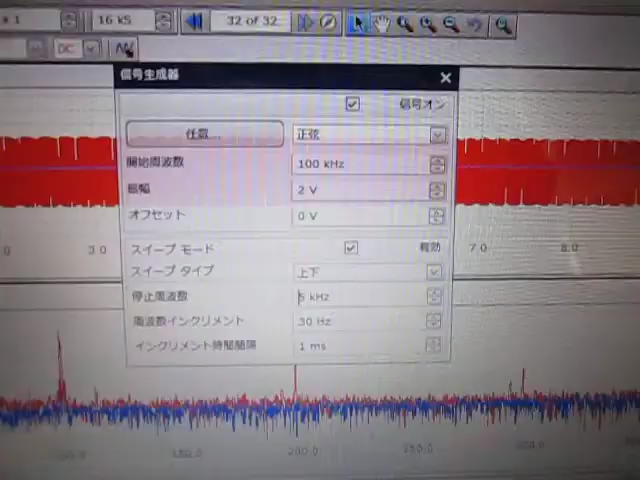 x 1
16 kS
32 of 32
DC
信号生成器
信号オン
任意...
正弦
開始周波数
100 kHz
振幅
2 V
オフセット
0 V
スイープ モード
有効
スイープ タイプ
上下
停止周波数
5 kHz
周波数インクリメント
30 Hz
インクリメント時間間隔
1 ms
3.0
7.0
8.0
150.0
200.0
250.0